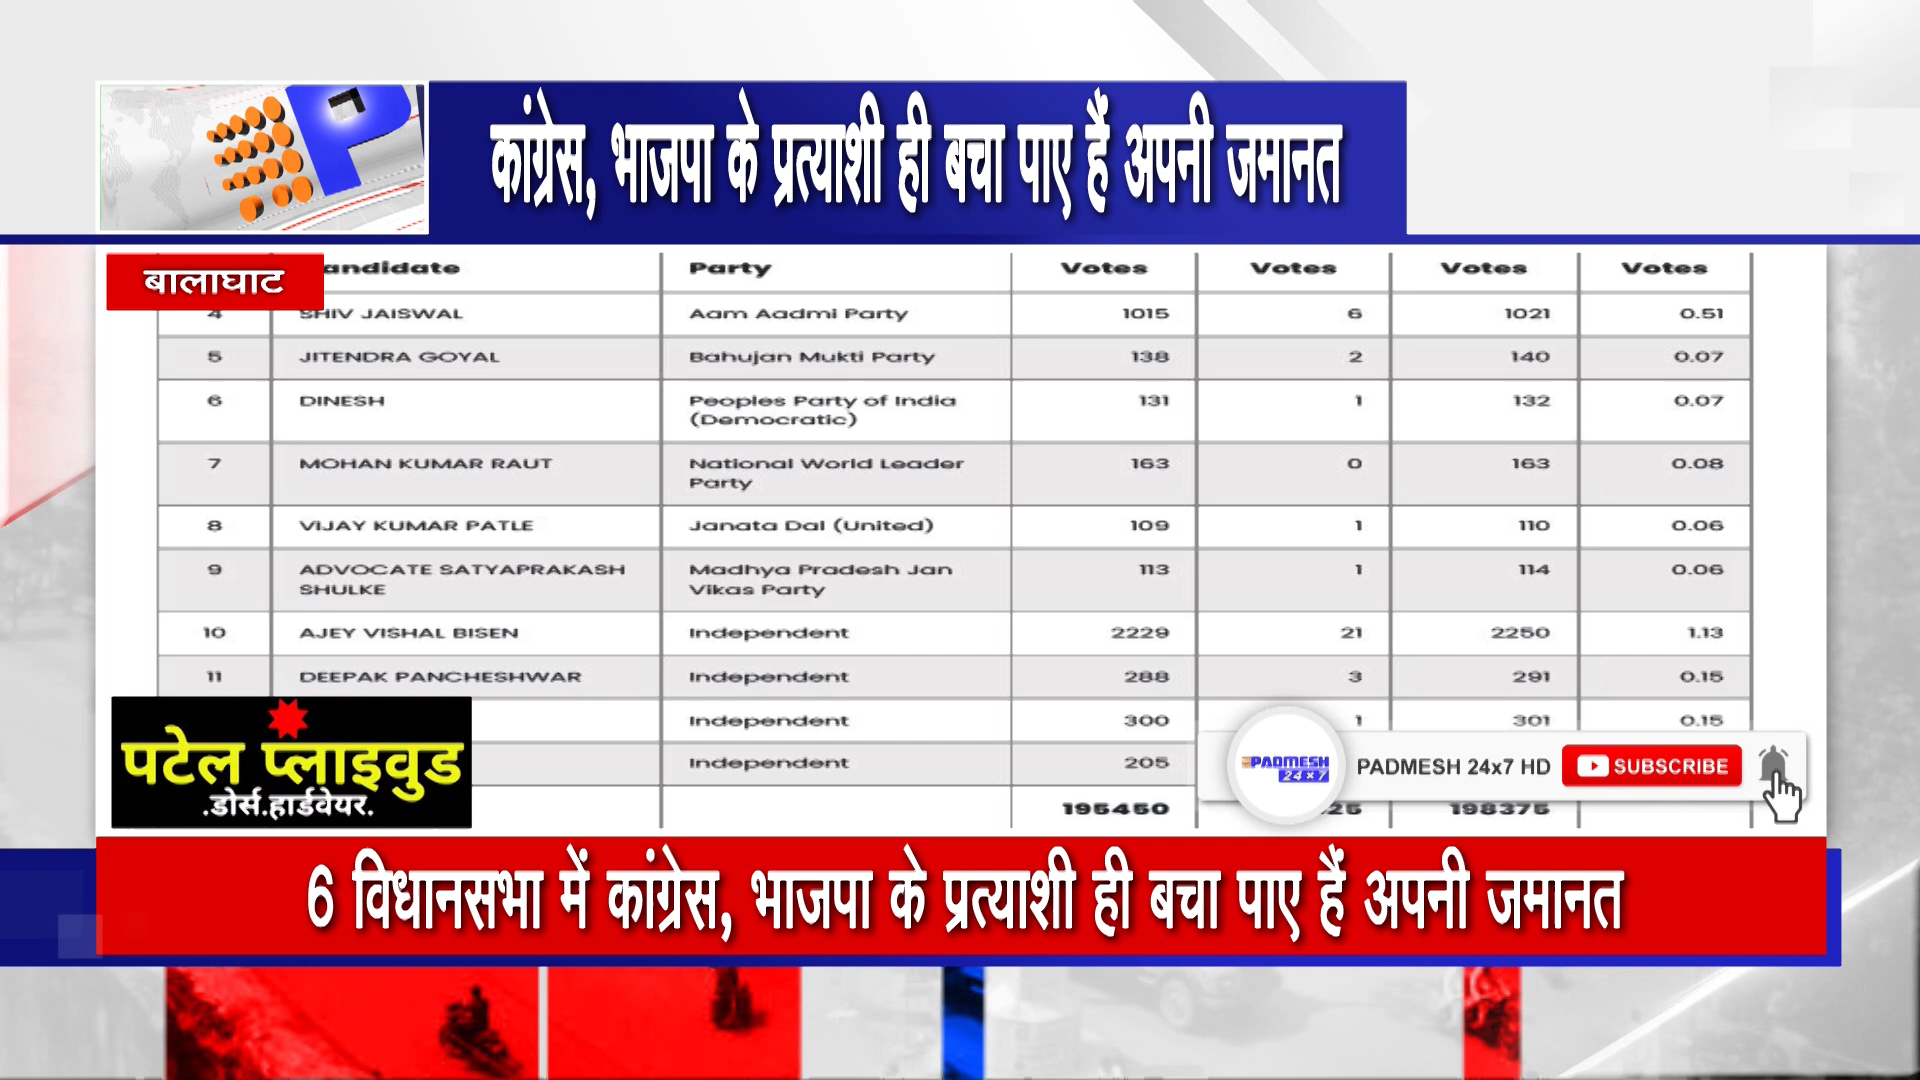 कांग्रेस, भाजपा के प्रत्याशी ही बचा पाए हैं अपनी जमानत
बालाघाट
andidate Party Votes Votes Votes Votes
4 SHIV JAISWAL Aam Aadmi Party 1015 6 1021 0.51
5 JITENDRA GOYAL Bahujan Mukti Party 138 2 140 0.07
6 DINESH Peoples Party of India 131 1 132 0.07
(Democratic)
7 MOHAN KUMAR RAUT National World Leader 163 0 163 0.08
Party
8 VIJAY KUMAR PATLE Janata Dal (United) 109 1 110 0.06
9 ADVOCATE SATYAPRAKASH Madhya Pradesh Jan 113 1 114 0.06
SHULKE Vikas Party
10 AJEY VISHAL BISEN Independent 2229 21 2250 1.13
11 DEEPAK PANCHESHWAR Independent 288 3 291 0.15
Independent 300 1 301 0.15
Independent 205
195450 25 198375
पटेल प्लाइवुड
.डोर्स.हार्डवेयर.
PADMESH
24x7
PADMESH 24x7 HD SUBSCRIBE
6 विधानसभा में कांग्रेस, भाजपा के प्रत्याशी ही बचा पाए हैं अपनी जमानत